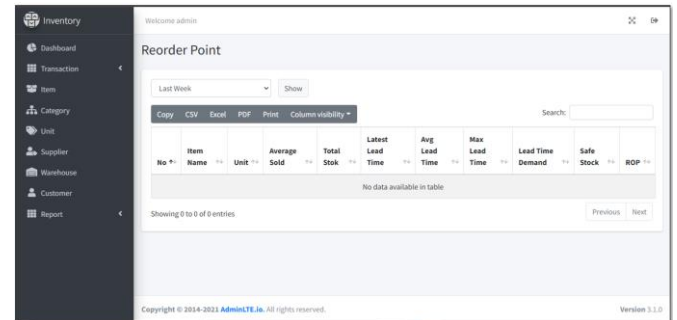 Inventory
Welcome admin
Dashboard
Transaction
Item
Category
Unit
Supplier
Warehouse
Customer
Report
Reorder Point
Last Week
Show
Copy CSV Excel PDF Print Column visibility
Search:
No
Item Name
Unit
Average Sold
Total Stok
Latest Lead Time
Avg Lead Time
Max Lead Time
Lead Time Demand
Safe Stock
ROP
No data available in table
Showing 0 to 0 of 0 entries
Previous Next
Copyright © 2014-2021 AdminLTE.io. All rights reserved.
Version 3.1.0